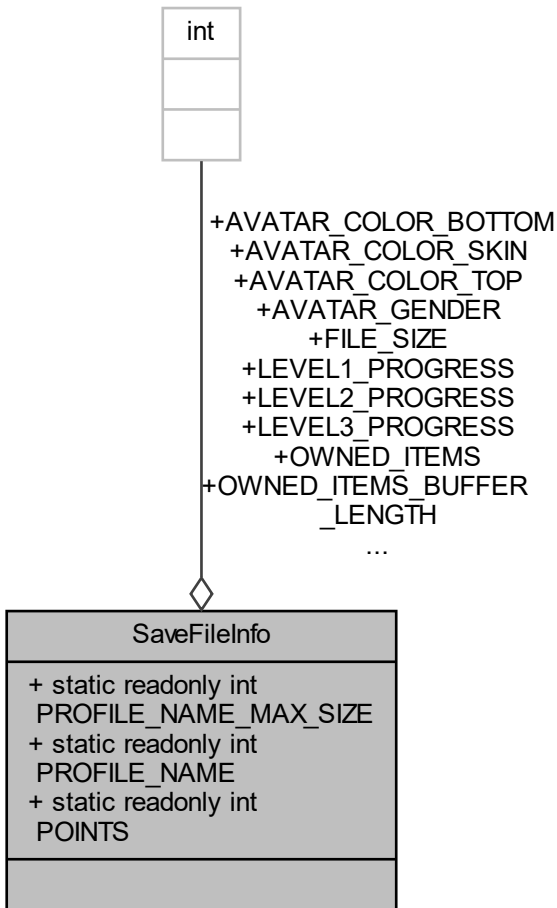 int
+AVATAR_COLOR_BOTTOM
+AVATAR_COLOR_SKIN
+AVATAR_COLOR_TOP
+AVATAR_GENDER
+FILE_SIZE
+LEVEL1_PROGRESS
+LEVEL2_PROGRESS
+LEVEL3_PROGRESS
+OWNED_ITEMS
+OWNED_ITEMS_BUFFER
_LENGTH
...
SaveFileInfo
+ static readonly int
PROFILE_NAME_MAX_SIZE
+ static readonly int
PROFILE_NAME
+ static readonly int
POINTS